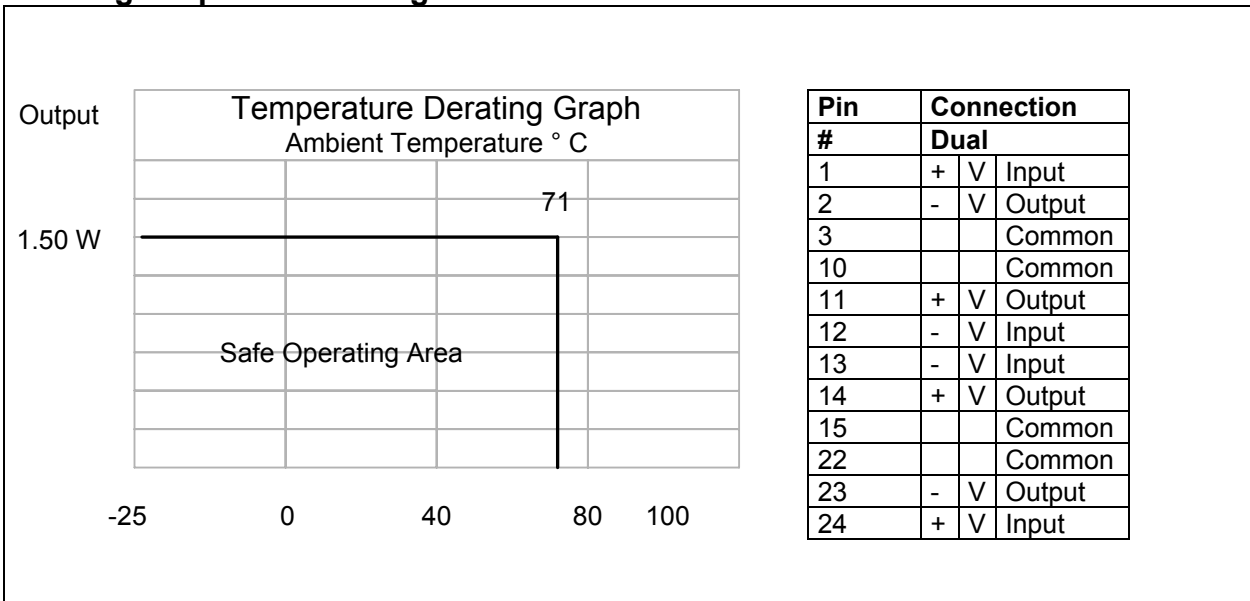 Output
Temperature Derating Graph
Ambient Temperature ° C
71
1.50 W
Safe Operating Area
-25 0 40 80 100
Pin Connection
# Dual
1 + V Input
2 - V Output
3 Common
10 Common
11 + V Output
12 - V Input
13 - V Input
14 + V Output
15 Common
22 Common
23 - V Output
24 + V Input